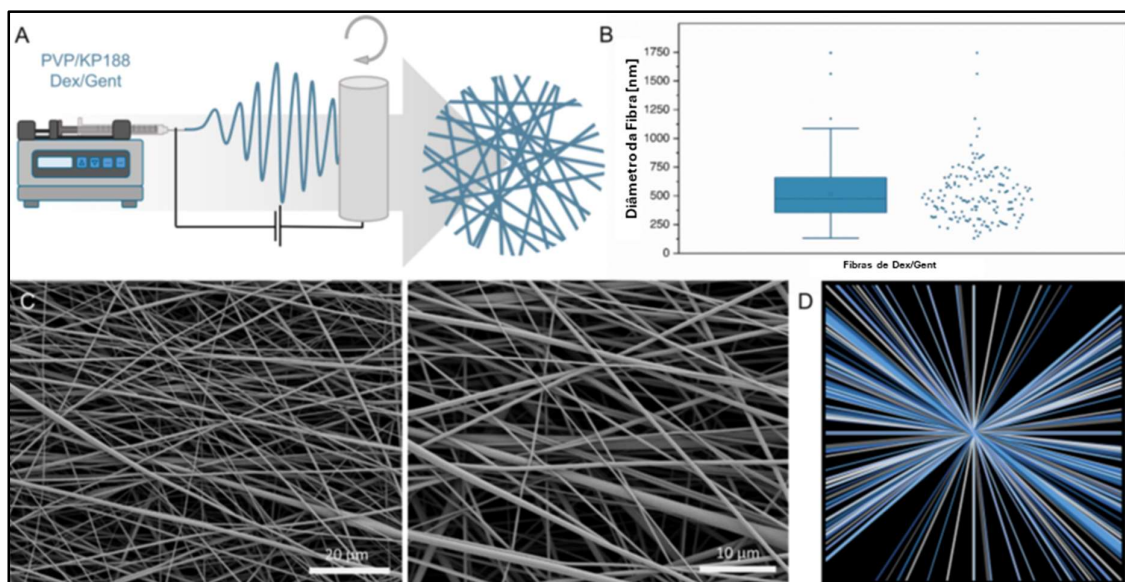 A
PVP/KP188
Dex/Gent
B
Diâmetro da Fibra [nm]
1750
1500
1250
1000
750
500
250
0
Fibras de Dex/Gent
C
20 µm
10 µm
D